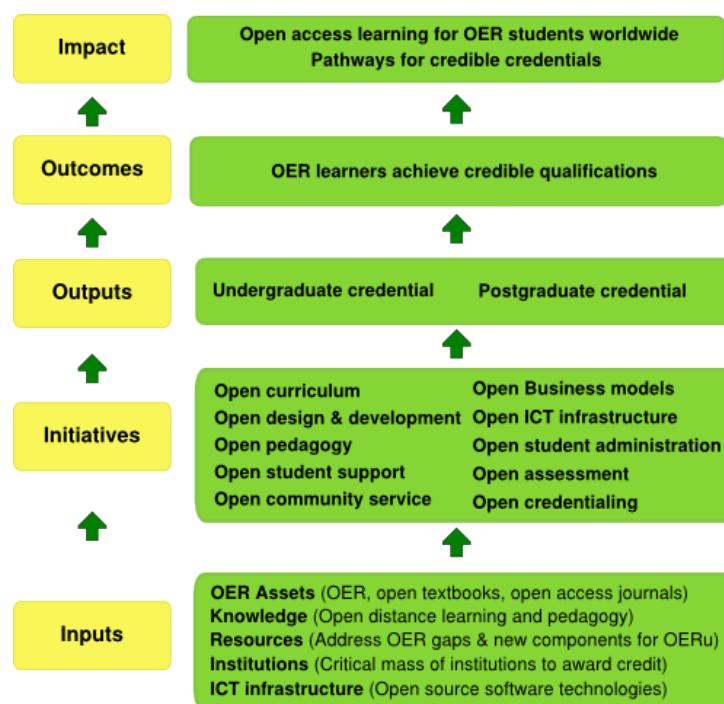 Impact
Open access learning for OER students worldwide
Pathways for credible credentials
Outcomes
OER learners achieve credible qualifications
Outputs
Undergraduate credential
Postgraduate credential
Initiatives
Open curriculum
Open design & development
Open pedagogy
Open student support
Open community service
Open Business models
Open ICT infrastructure
Open student administration
Open assessment
Open credentialing
Inputs
OER Assets (OER, open textbooks, open access journals)
Knowledge (Open distance learning and pedagogy)
Resources (Address OER gaps & new components for OERu)
Institutions (Critical mass of institutions to award credit)
ICT infrastructure (Open source software technologies)